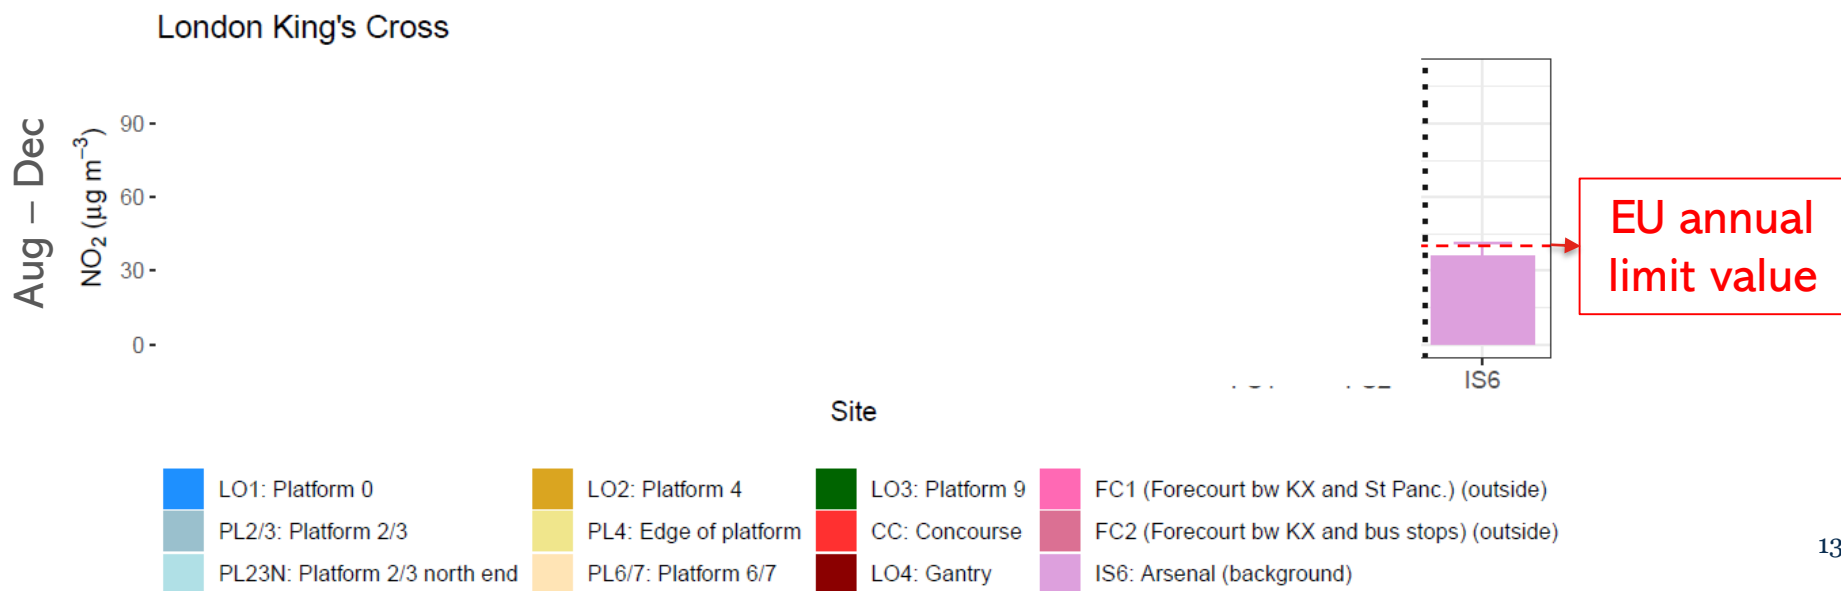 London King's Cross
Aug – Dec
NO₂ (µg m⁻³)
90
60
30
0
EU annual
limit value
IS6
Site
LO1: Platform 0
PL2/3: Platform 2/3
PL23N: Platform 2/3 north end
LO2: Platform 4
PL4: Edge of platform
PL6/7: Platform 6/7
LO3: Platform 9
CC: Concourse
LO4: Gantry
FC1 (Forecourt bw KX and St Panc.) (outside)
FC2 (Forecourt bw KX and bus stops) (outside)
IS6: Arsenal (background)
13